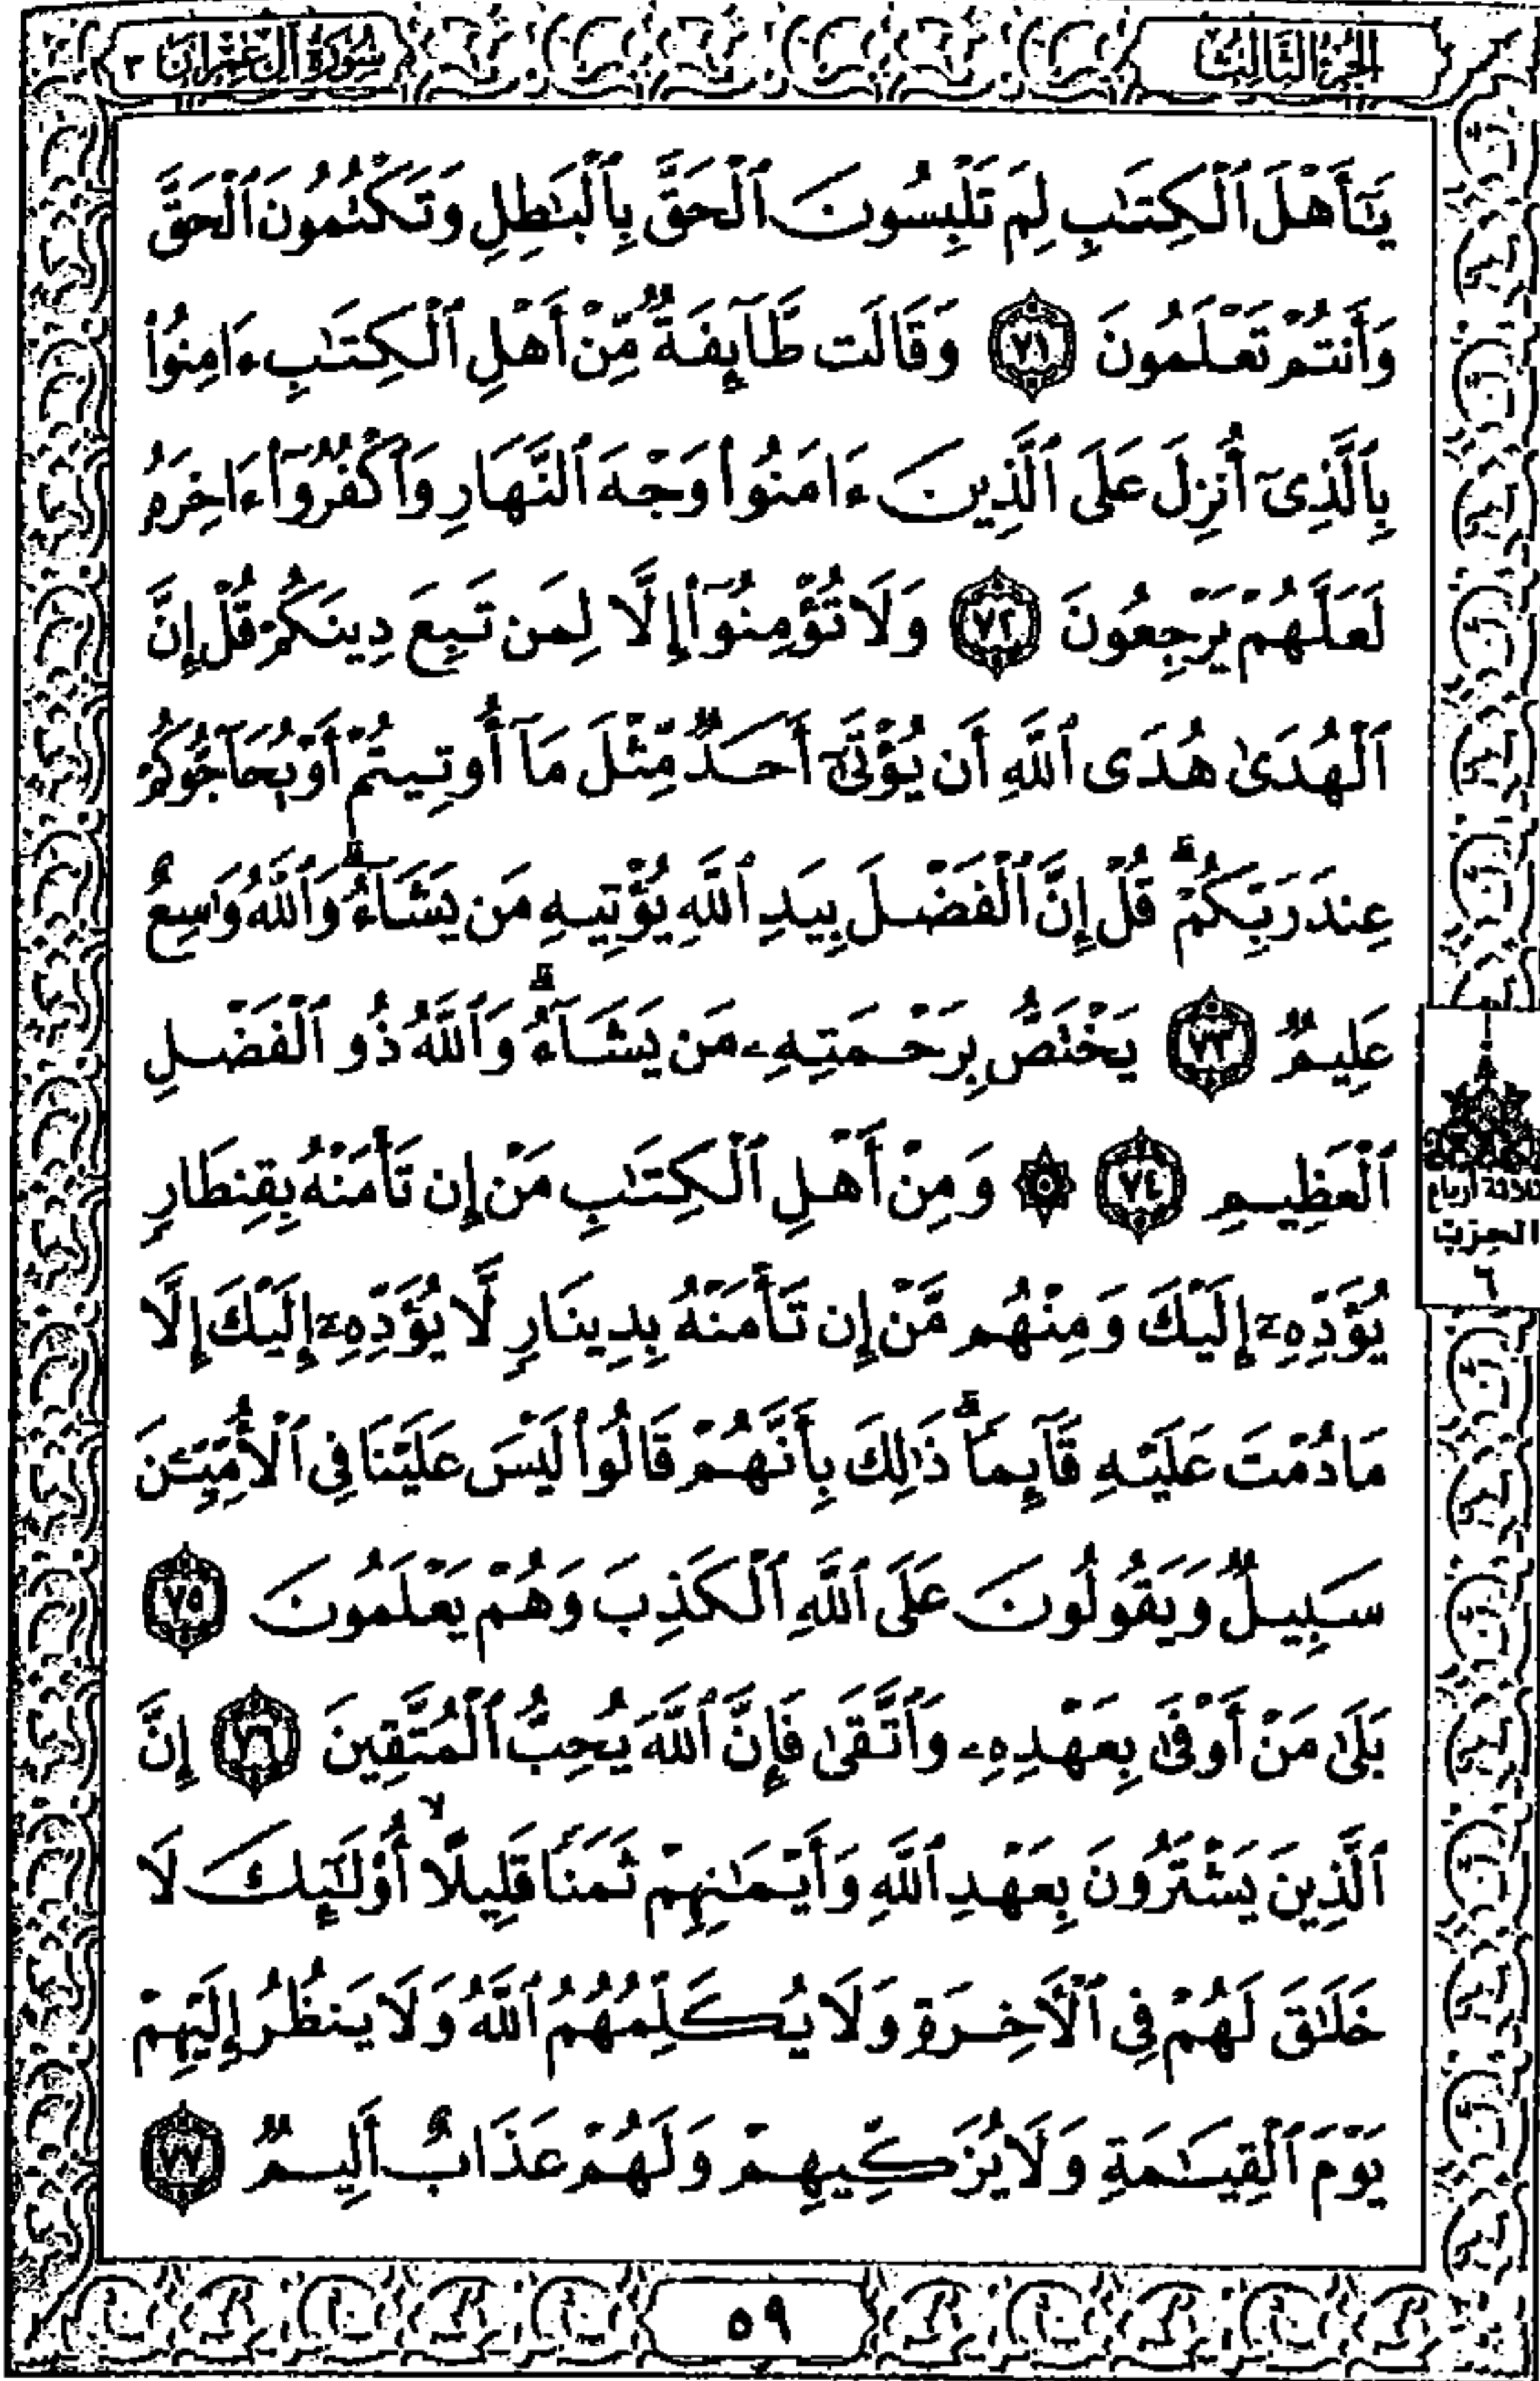 الجزء الثالث
سورة آل عمران ٣
يَٰٓأَهْلَ ٱلْكِتَٰبِ لِمَ تَلْبِسُونَ ٱلْحَقَّ بِٱلْبَٰطِلِ وَتَكْتُمُونَ ٱلْحَقَّ
وَأَنتُمْ تَعْلَمُونَ ٧١ وَقَالَت طَّآئِفَةٌ مِّنْ أَهْلِ ٱلْكِتَٰبِ ءَامِنُوا۟
بِٱلَّذِىٓ أُنزِلَ عَلَى ٱلَّذِينَ ءَامَنُوا۟ وَجْهَ ٱلنَّهَارِ وَٱكْفُرُوٓا۟ ءَاخِرَهُۥ
لَعَلَّهُمْ يَرْجِعُونَ ٧٢ وَلَا تُؤْمِنُوٓا۟ إِلَّا لِمَن تَبِعَ دِينَكُمْ قُلْ إِنَّ
ٱلْهُدَىٰ هُدَى ٱللَّهِ أَن يُؤْتَىٰٓ أَحَدٌ مِّثْلَ مَآ أُوتِيتُمْ أَوْ يُحَآجُّوكُمْ
عِندَ رَبِّكُمْ ۗ قُلْ إِنَّ ٱلْفَضْلَ بِيَدِ ٱللَّهِ يُؤْتِيهِ مَن يَشَآءُ ۗ وَٱللَّهُ وَٰسِعٌ
عَلِيمٌ ٧٣ يَخْتَصُّ بِرَحْمَتِهِۦ مَن يَشَآءُ ۗ وَٱللَّهُ ذُو ٱلْفَضْلِ
ٱلْعَظِيمِ ٧٤ ۞ وَمِنْ أَهْلِ ٱلْكِتَٰبِ مَنْ إِن تَأْمَنْهُ بِقِنطَارٍ
يُؤَدِّهِۦٓ إِلَيْكَ وَمِنْهُم مَّنْ إِن تَأْمَنْهُ بِدِينَارٍ لَّا يُؤَدِّهِۦٓ إِلَيْكَ إِلَّا
مَا دُمْتَ عَلَيْهِ قَآئِمًا ۗ ذَٰلِكَ بِأَنَّهُمْ قَالُوا۟ لَيْسَ عَلَيْنَا فِى ٱلْأُمِّيِّۦنَ
سَبِيلٌ وَيَقُولُونَ عَلَى ٱللَّهِ ٱلْكَذِبَ وَهُمْ يَعْلَمُونَ ٧٥
بَلَىٰ مَنْ أَوْفَىٰ بِعَهْدِهِۦ وَٱتَّقَىٰ فَإِنَّ ٱللَّهَ يُحِبُّ ٱلْمُتَّقِينَ ٧٦ إِنَّ
ٱلَّذِينَ يَشْتَرُونَ بِعَهْدِ ٱللَّهِ وَأَيْمَٰنِهِمْ ثَمَنًا قَلِيلًا ۙ أُو۟لَٰٓئِكَ لَا
خَلَٰقَ لَهُمْ فِى ٱلْـَٔاخِرَةِ وَلَا يُكَلِّمُهُمُ ٱللَّهُ وَلَا يَنظُرُ إِلَيْهِمْ
يَوْمَ ٱلْقِيَٰمَةِ وَلَا يُزَكِّيهِمْ وَلَهُمْ عَذَابٌ أَلِيمٌ ٧٧
ثلاثة أرباع
الحزب
٦
٥٩